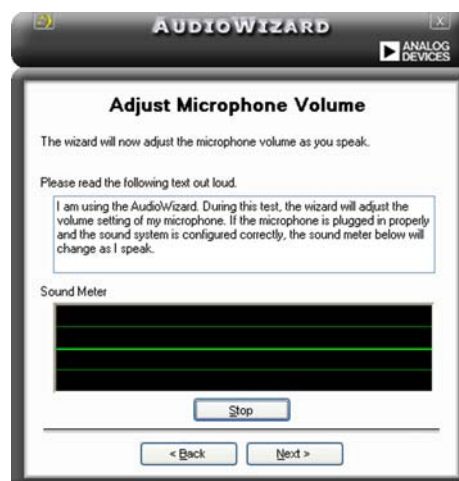 AUDIOWIZARD
ANALOG
DEVICES
Adjust Microphone Volume
The wizard will now adjust the microphone volume as you speak.
Please read the following text out loud.
I am using the AudioWizard. During this test, the wizard will adjust the
volume setting of my microphone. If the microphone is plugged in properly
and the sound system is configured correctly, the sound meter below will
change as I speak.
Sound Meter
Stop
< Back Next >